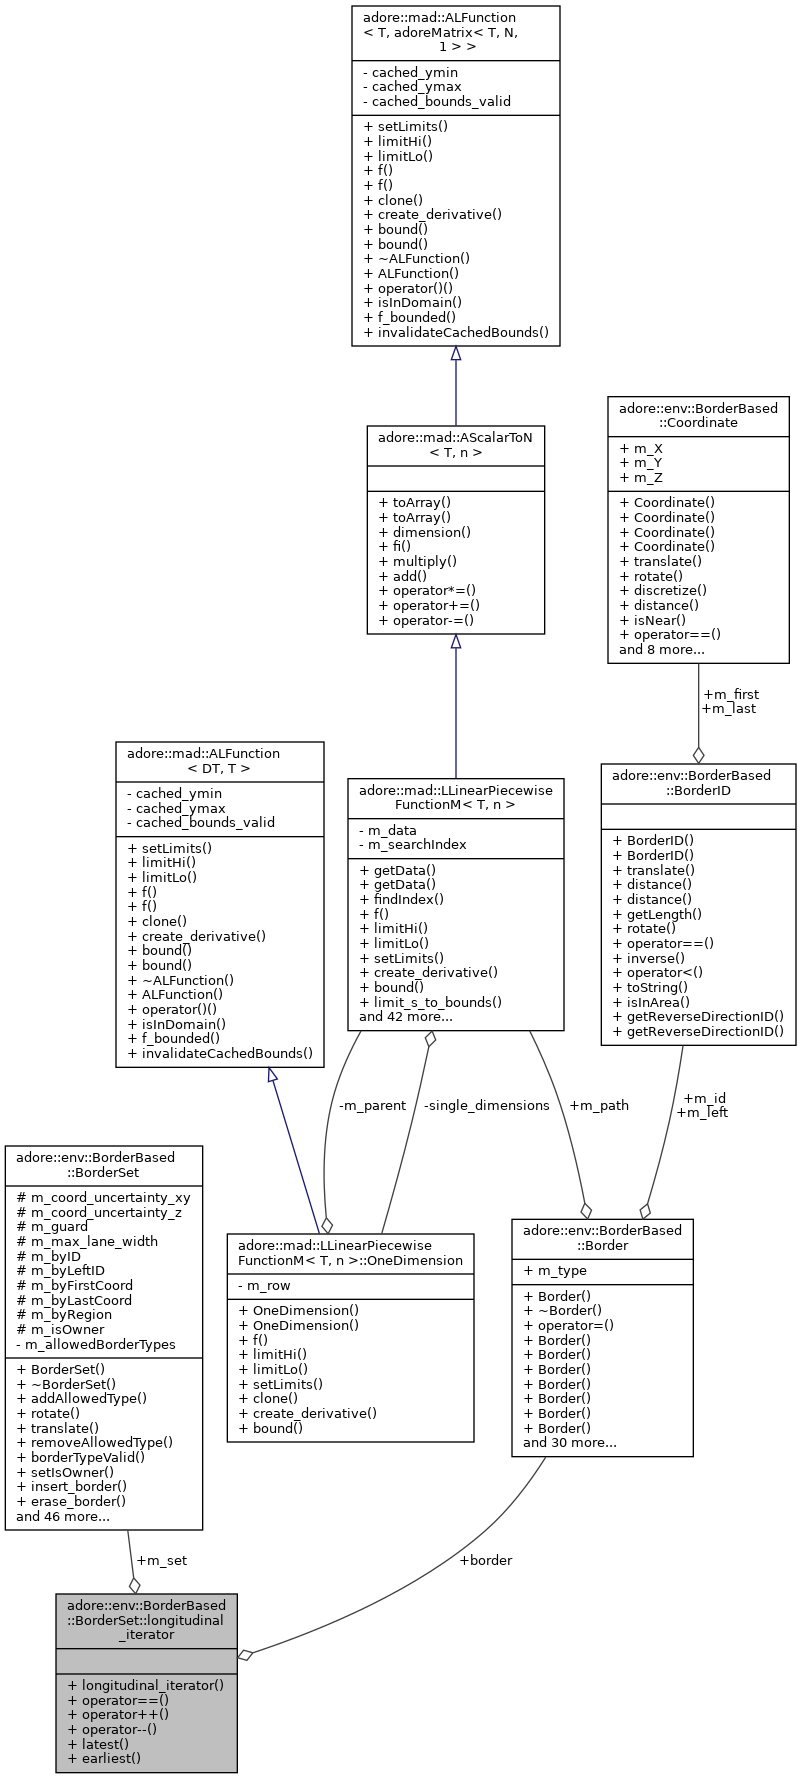 adore::mad::ALFunction
< T, adoreMatrix< T, N,
1 > >
- cached_ymin
- cached_ymax
- cached_bounds_valid
+ setLimits()
+ limitHi()
+ limitLo()
+ f()
+ f()
+ clone()
+ create_derivative()
+ bound()
+ bound()
+ ~ALFunction()
+ ALFunction()
+ operator()()
+ isInDomain()
+ f_bounded()
+ invalidateCachedBounds()
adore::mad::AScalarToN
< T, n >
+ toArray()
+ toArray()
+ dimension()
+ fi()
+ multiply()
+ add()
+ operator*=()
+ operator+=()
+ operator-=()
adore::env::BorderBased
::Coordinate
+ m_X
+ m_Y
+ m_Z
+ Coordinate()
+ Coordinate()
+ Coordinate()
+ Coordinate()
+ translate()
+ rotate()
+ discretize()
+ distance()
+ isNear()
+ operator==()
and 8 more...
+m_first
+m_last
adore::mad::ALFunction
< DT, T >
- cached_ymin
- cached_ymax
- cached_bounds_valid
+ setLimits()
+ limitHi()
+ limitLo()
+ f()
+ f()
+ clone()
+ create_derivative()
+ bound()
+ bound()
+ ~ALFunction()
+ ALFunction()
+ operator()()
+ isInDomain()
+ f_bounded()
+ invalidateCachedBounds()
adore::mad::LLinearPiecewise
FunctionM< T, n >
- m_data
- m_searchIndex
+ getData()
+ getData()
+ findIndex()
+ f()
+ limitHi()
+ limitLo()
+ setLimits()
+ create_derivative()
+ bound()
+ limit_s_to_bounds()
and 42 more...
adore::env::BorderBased
::BorderID
+ BorderID()
+ BorderID()
+ translate()
+ distance()
+ distance()
+ getLength()
+ rotate()
+ operator==()
+ inverse()
+ operator<()
+ toString()
+ isInArea()
+ getReverseDirectionID()
+ getReverseDirectionID()
-m_parent
-single_dimensions
+m_path
+m_id
+m_left
adore::env::BorderBased
::BorderSet
# m_coord_uncertainty_xy
# m_coord_uncertainty_z
# m_guard
# m_max_lane_width
# m_byID
# m_byLeftID
# m_byFirstCoord
# m_byLastCoord
# m_byRegion
# m_isOwner
- m_allowedBorderTypes
+ BorderSet()
+ ~BorderSet()
+ addAllowedType()
+ rotate()
+ translate()
+ removeAllowedType()
+ borderTypeValid()
+ setIsOwner()
+ insert_border()
+ erase_border()
and 46 more...
adore::mad::LLinearPiecewise
FunctionM< T, n >::OneDimension
- m_row
+ OneDimension()
+ OneDimension()
+ f()
+ limitHi()
+ limitLo()
+ setLimits()
+ clone()
+ create_derivative()
+ bound()
adore::env::BorderBased
::Border
+ m_type
+ Border()
+ ~Border()
+ operator=()
+ Border()
+ Border()
+ Border()
+ Border()
+ Border()
+ Border()
+ Border()
and 30 more...
+m_set
+border
adore::env::BorderBased
::BorderSet::longitudinal
_iterator
+ longitudinal_iterator()
+ operator==()
+ operator++()
+ operator--()
+ latest()
+ earliest()